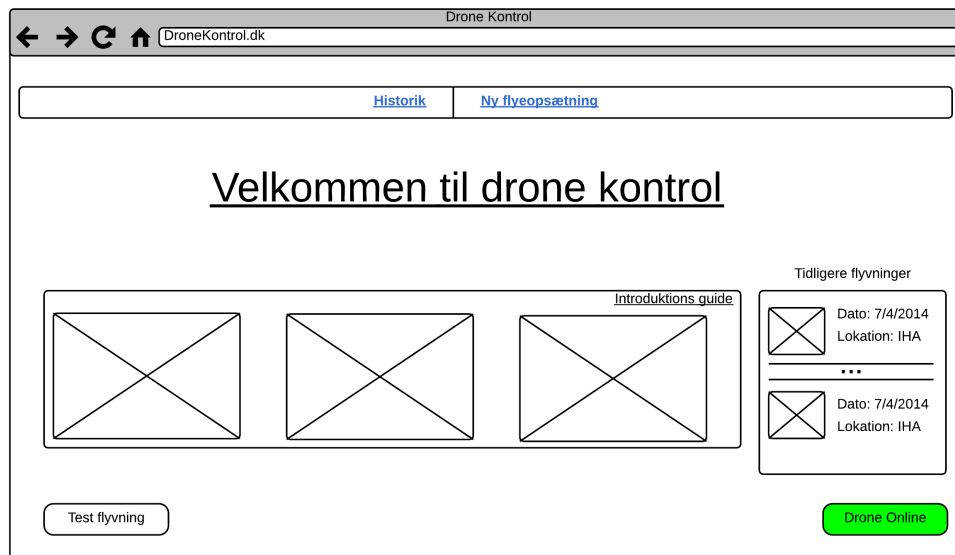 Drone Kontrol
DroneKontrol.dk
Historik Ny flyeopsætning
Velkommen til drone kontrol
Tidligere flyvninger
Introduktions guide
Dato: 7/4/2014
Lokation: IHA
...
Dato: 7/4/2014
Lokation: IHA
Test flyvning
Drone Online